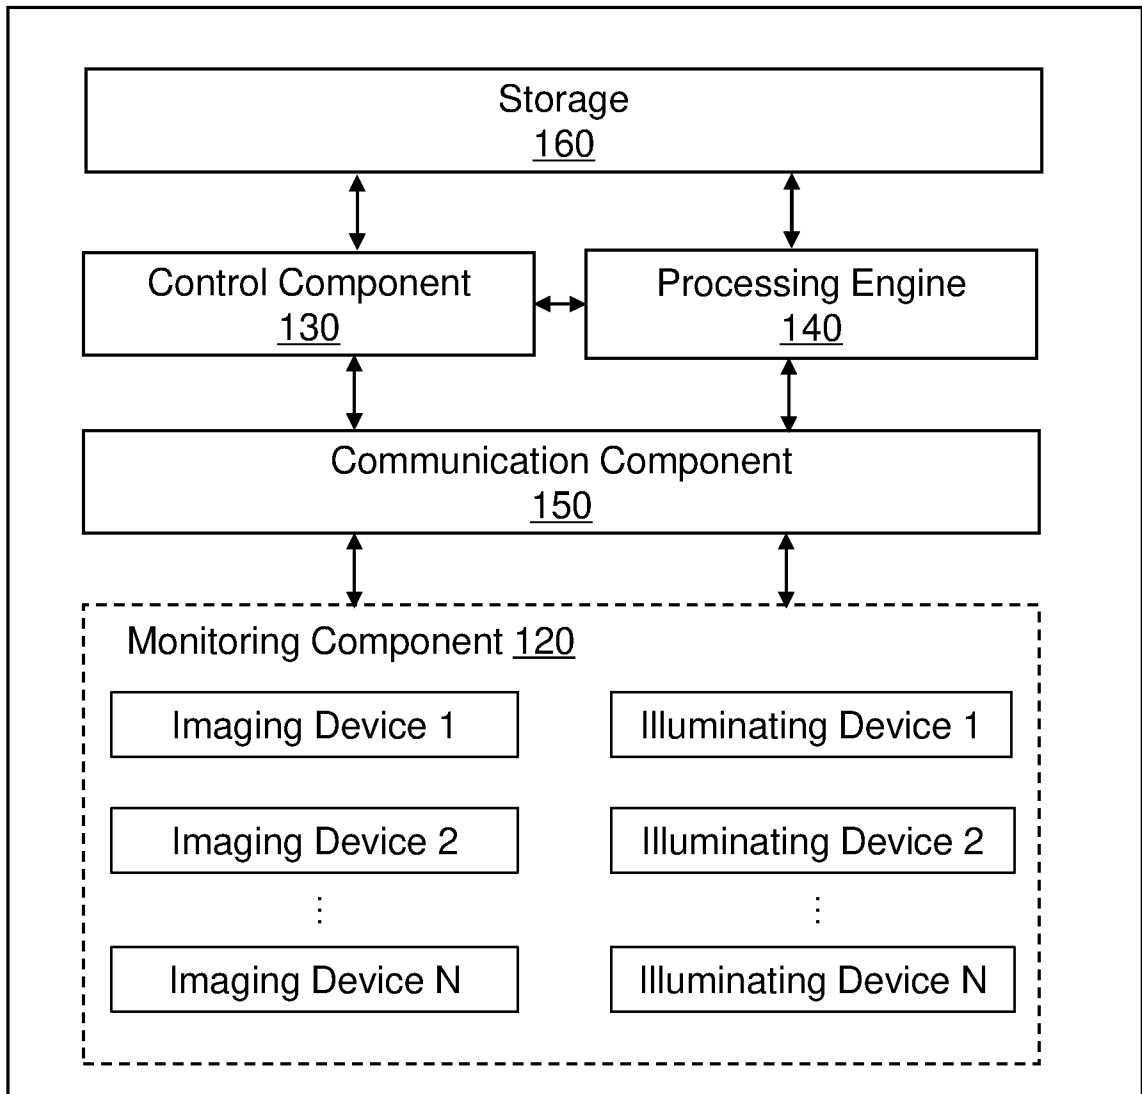 Storage
160
Control Component
130
Processing Engine
140
Communication Component
150
Monitoring Component 120
Imaging Device 1
Illuminating Device 1
Imaging Device 2
Illuminating Device 2
⋮
⋮
Imaging Device N
Illuminating Device N